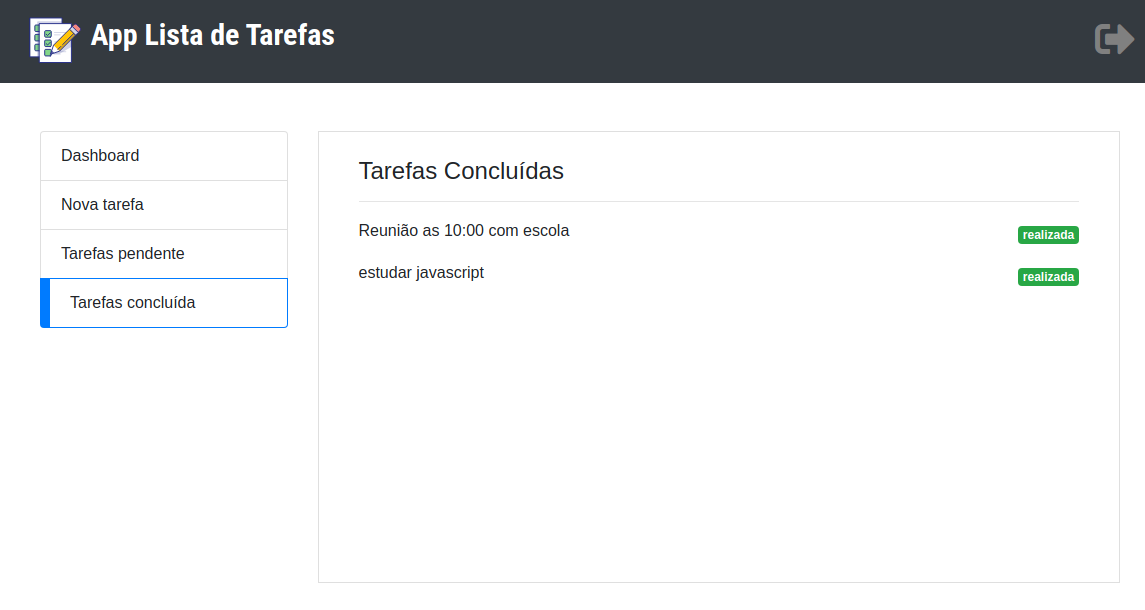 App Lista de Tarefas
Dashboard
Nova tarefa
Tarefas pendente
Tarefas concluída
Tarefas Concluídas
Reunião as 10:00 com escola realizada
estudar javascript realizada